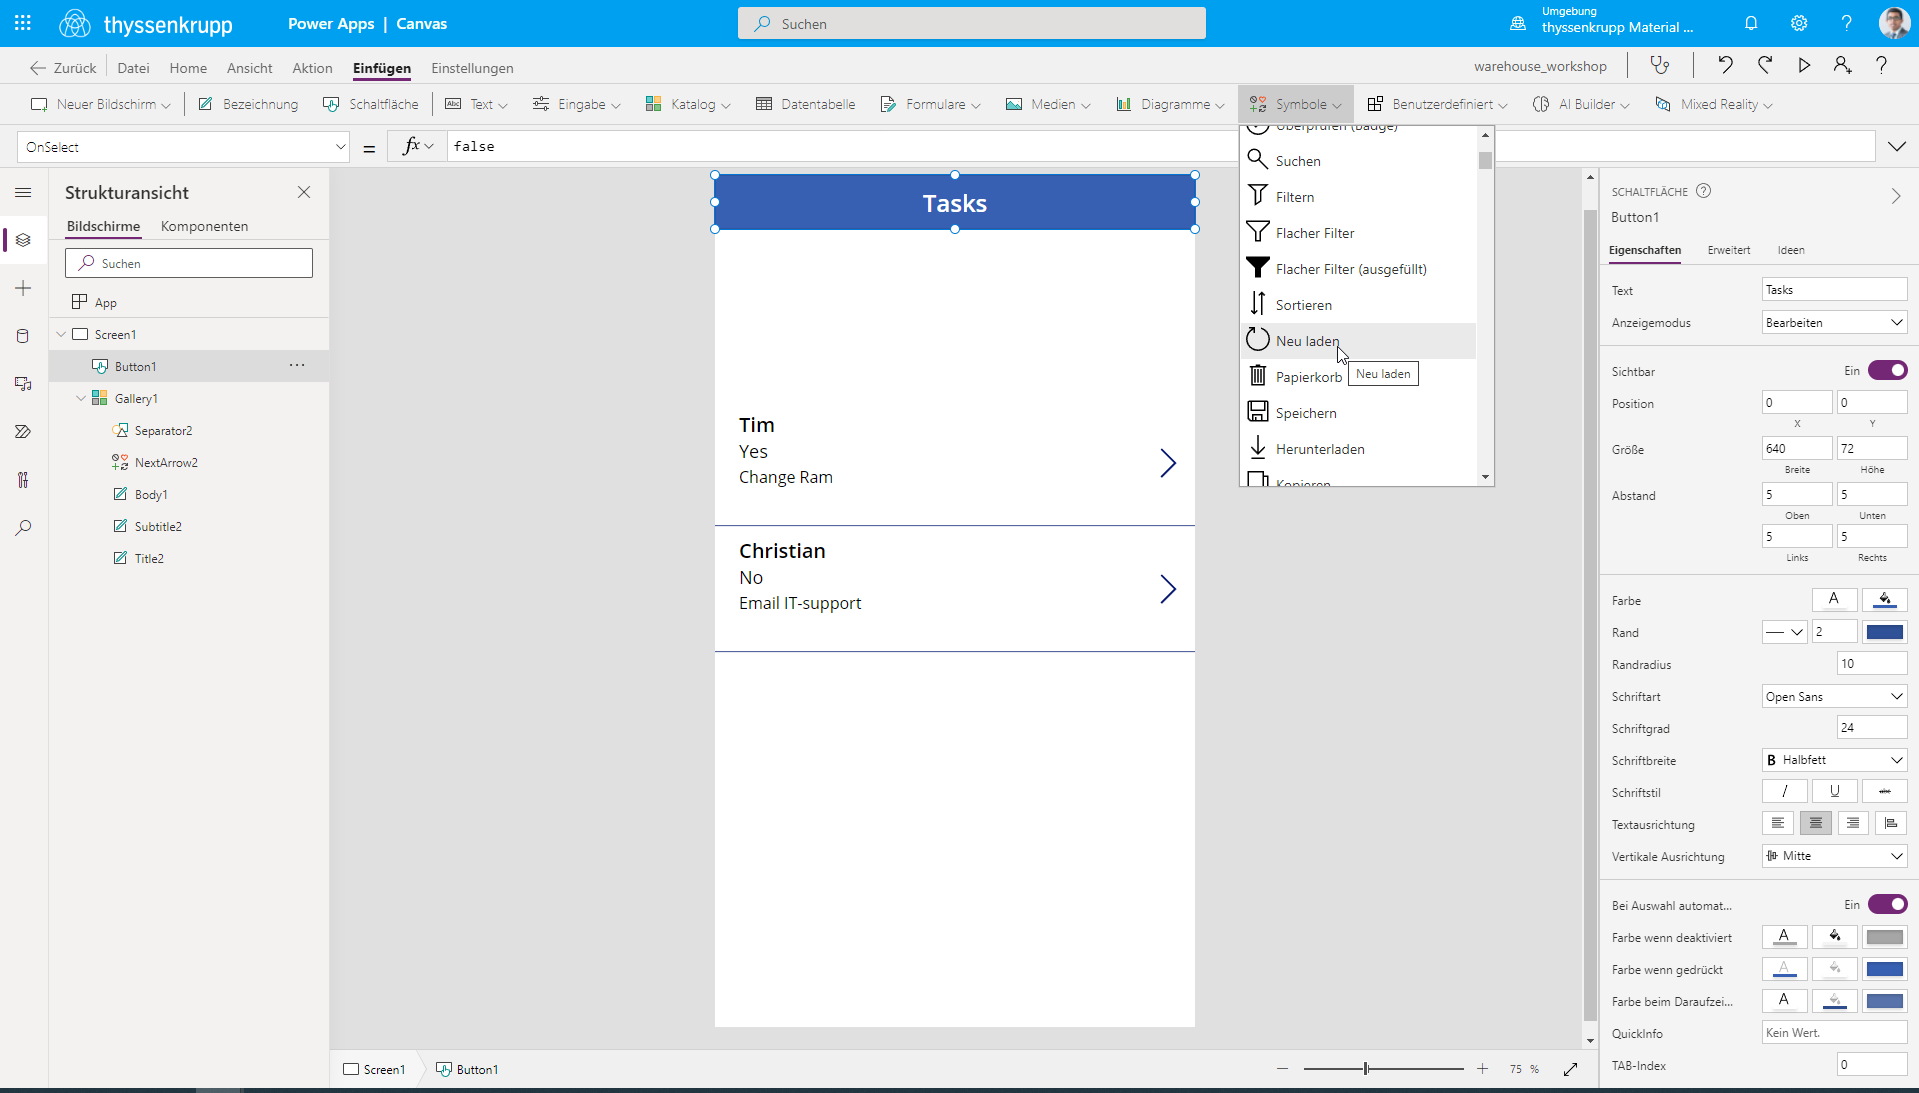 thyssenkrupp
Power Apps | Canvas
Suchen
Umgebung
thyssenkrupp Material ...
Zurück
Datei
Home
Ansicht
Aktion
Einfügen
Einstellungen
warehouse_workshop
Neuer Bildschirm
Bezeichnung
Schaltfläche
Abc
Text
Eingabe
Katalog
Datentabelle
Formulare
Medien
Diagramme
Symbole
Benutzerdefiniert
AI Builder
Mixed Reality
OnSelect
=
fx
false
Überprüfen (Badge)
Suchen
Filtern
Flacher Filter
Flacher Filter (ausgefüllt)
Sortieren
Neu laden
Papierkorb
Neu laden
Speichern
Herunterladen
Kopieren
Strukturansicht
Bildschirme
Komponenten
Suchen
App
Screen1
Button1
Gallery1
Separator2
NextArrow2
Body1
Subtitle2
Title2
Tasks
Tim
Yes
Change Ram
Christian
No
Email IT-support
SCHALTFLÄCHE
Button1
Eigenschaften
Erweitert
Ideen
Text
Tasks
Anzeigemodus
Bearbeiten
Sichtbar
Ein
Position
0
0
X
Y
Größe
640
72
Breite
Höhe
Abstand
5
5
Oben
Unten
5
5
Links
Rechts
Farbe
A
Rand
2
Randradius
10
Schriftart
Open Sans
Schriftgrad
24
Schriftbreite
B Halbfett
Schriftstil
/
U
abc
Textausrichtung
Vertikale Ausrichtung
Mitte
Bei Auswahl automat...
Ein
Farbe wenn deaktiviert
A
Farbe wenn gedrückt
A
Farbe beim Daraufzei...
A
QuickInfo
Kein Wert.
TAB-Index
0
Screen1
Button1
75 %